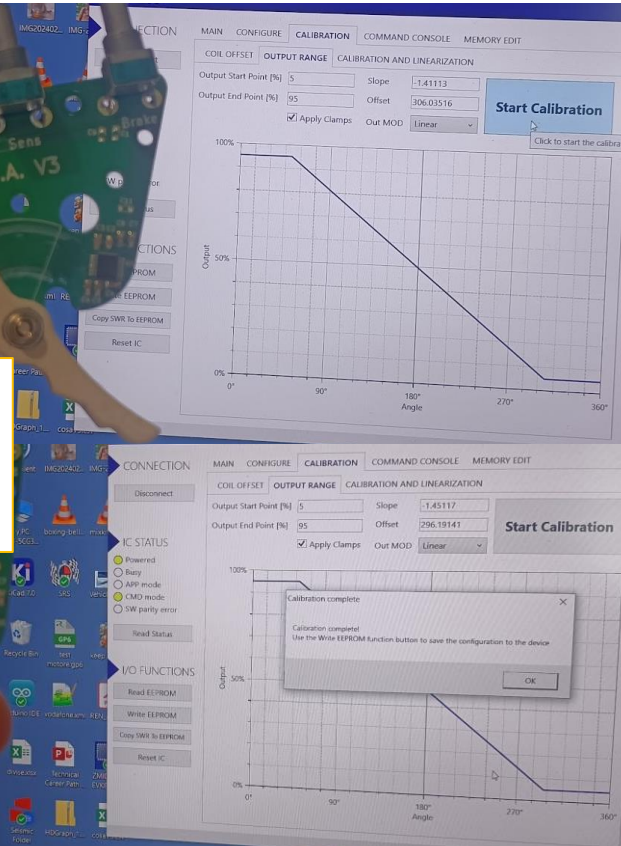 IMG202402...
MAIN CONFIGURE CALIBRATION COMMAND CONSOLE MEMORY EDIT
COIL OFFSET OUTPUT RANGE CALIBRATION AND LINEARIZATION
Output Start Point [%] 5 Slope -1.41113
Output End Point [%] 95 Offset 306.03516
Apply Clamps Out MOD Linear
Start Calibration
Click to start the calibra
Brake
Sens
.A. V3
100%
Output
50%
0%
0° 90° 180° 270° 360°
Angle
Copy SWR To EEPROM
Reset IC
CONNECTION
Disconnect
MAIN CONFIGURE CALIBRATION COMMAND CONSOLE MEMORY EDIT
COIL OFFSET OUTPUT RANGE CALIBRATION AND LINEARIZATION
Output Start Point [%] 5 Slope -1.45117
Output End Point [%] 95 Offset 296.19141
Apply Clamps Out MOD Linear
Start Calibration
IC STATUS
Powered
Busy
APP mode
CMD mode
SW parity error
Read Status
I/O FUNCTIONS
Read EEPROM
Write EEPROM
Copy SWR To EEPROM
Reset IC
Calibration complete
Calibration complete!
Use the Write EEPROM function button to save the configuration to the device
OK
100%
Output
50%
0%
0° 90° 180° 270° 360°
Angle
Recycle Bin
Technical
Career Path
Seismic
Folder